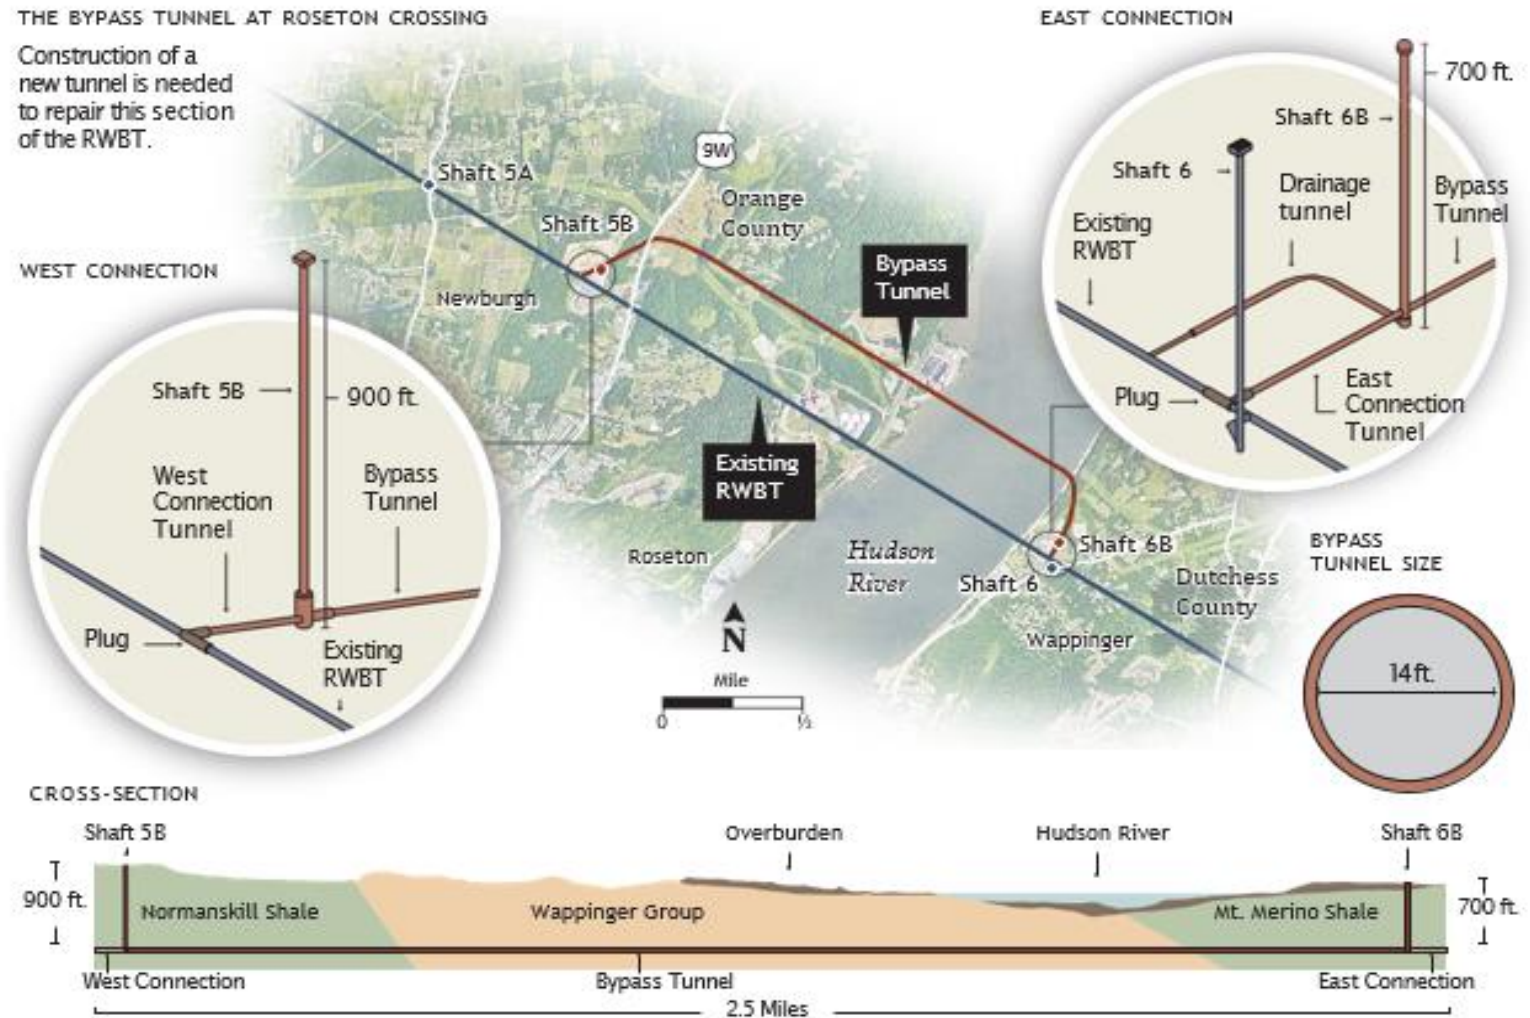 THE BYPASS TUNNEL AT ROSETON CROSSING
Construction of a
new tunnel is needed
to repair this section
of the RWBT.
Shaft 5A
9W
Orange
County
Shaft 5B
Newburgh
Bypass
Tunnel
Existing
RWBT
Roseton
Hudson
River
Shaft 6B
Shaft 6
Dutchess
County
Wappinger
N
Mile
0
½
EAST CONNECTION
700 ft.
Shaft 6B
Shaft 6
Drainage
tunnel
Bypass
Tunnel
Existing
RWBT
Plug
East
Connection
Tunnel
WEST CONNECTION
Shaft 5B
900 ft.
West
Connection
Tunnel
Bypass
Tunnel
Plug
Existing
RWBT
BYPASS
TUNNEL SIZE
14ft.
CROSS-SECTION
Shaft 5B
Overburden
Hudson River
Shaft 6B
900 ft.
Normanskill Shale
Wappinger Group
Mt. Merino Shale
700 ft.
West Connection
Bypass Tunnel
East Connection
2.5 Miles